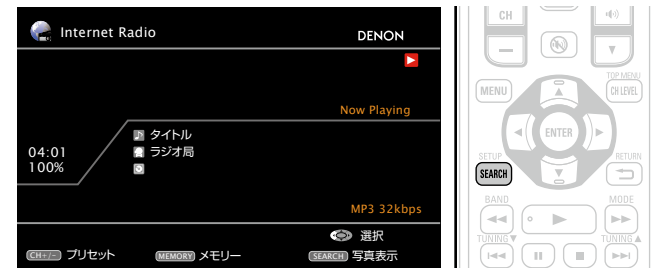 Internet Radio
DENON
Now Playing
タイトル
ラジオ局
04:01
100%
MP3 32kbps
選択
CH+/- プリセット
MEMORY メモリー
SEARCH 写真表示
CH
MENU
TOP MENU
CH LEVEL
ENTER
SETUP
SEARCH
RETURN
BAND
MODE
TUNING
TUNING